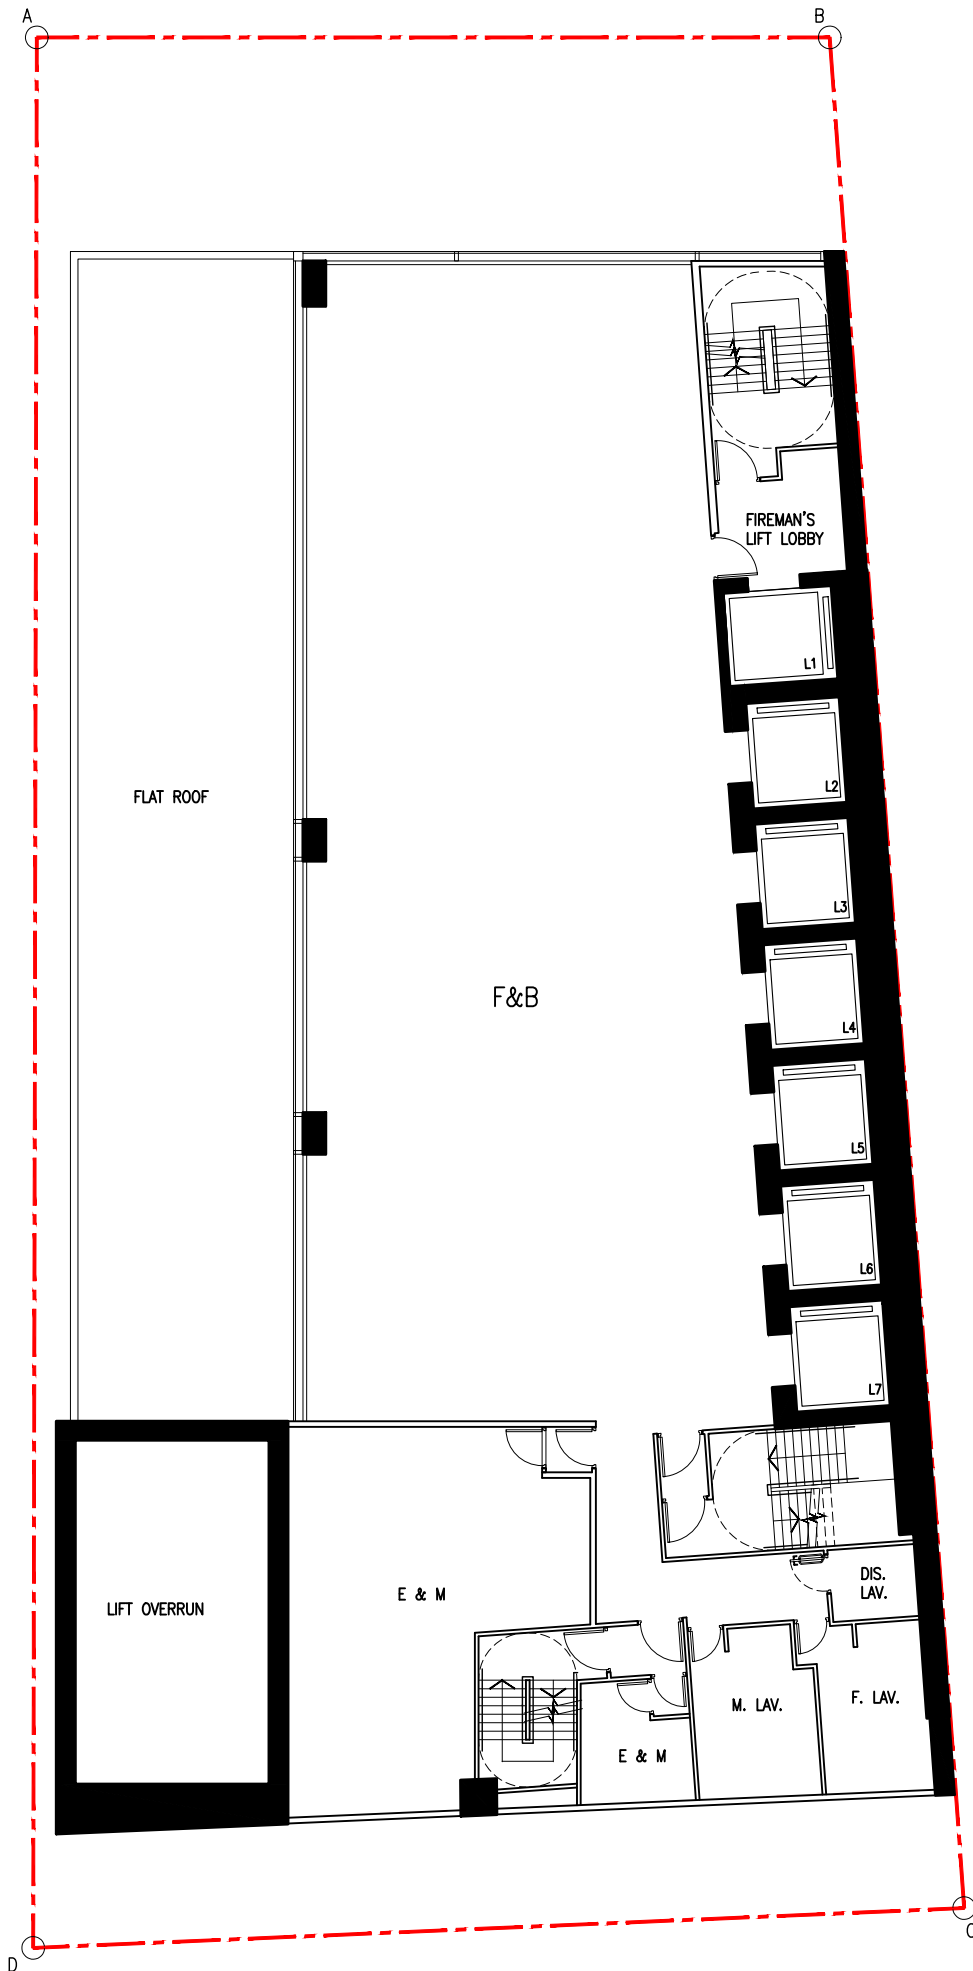 A
B
FIREMAN'S
LIFT LOBBY
L1
L2
FLAT ROOF
L3
F&B
L4
L5
L6
L7
DIS.
LAV.
E & M
LIFT OVERRUN
M. LAV.
F. LAV.
E & M
C
D